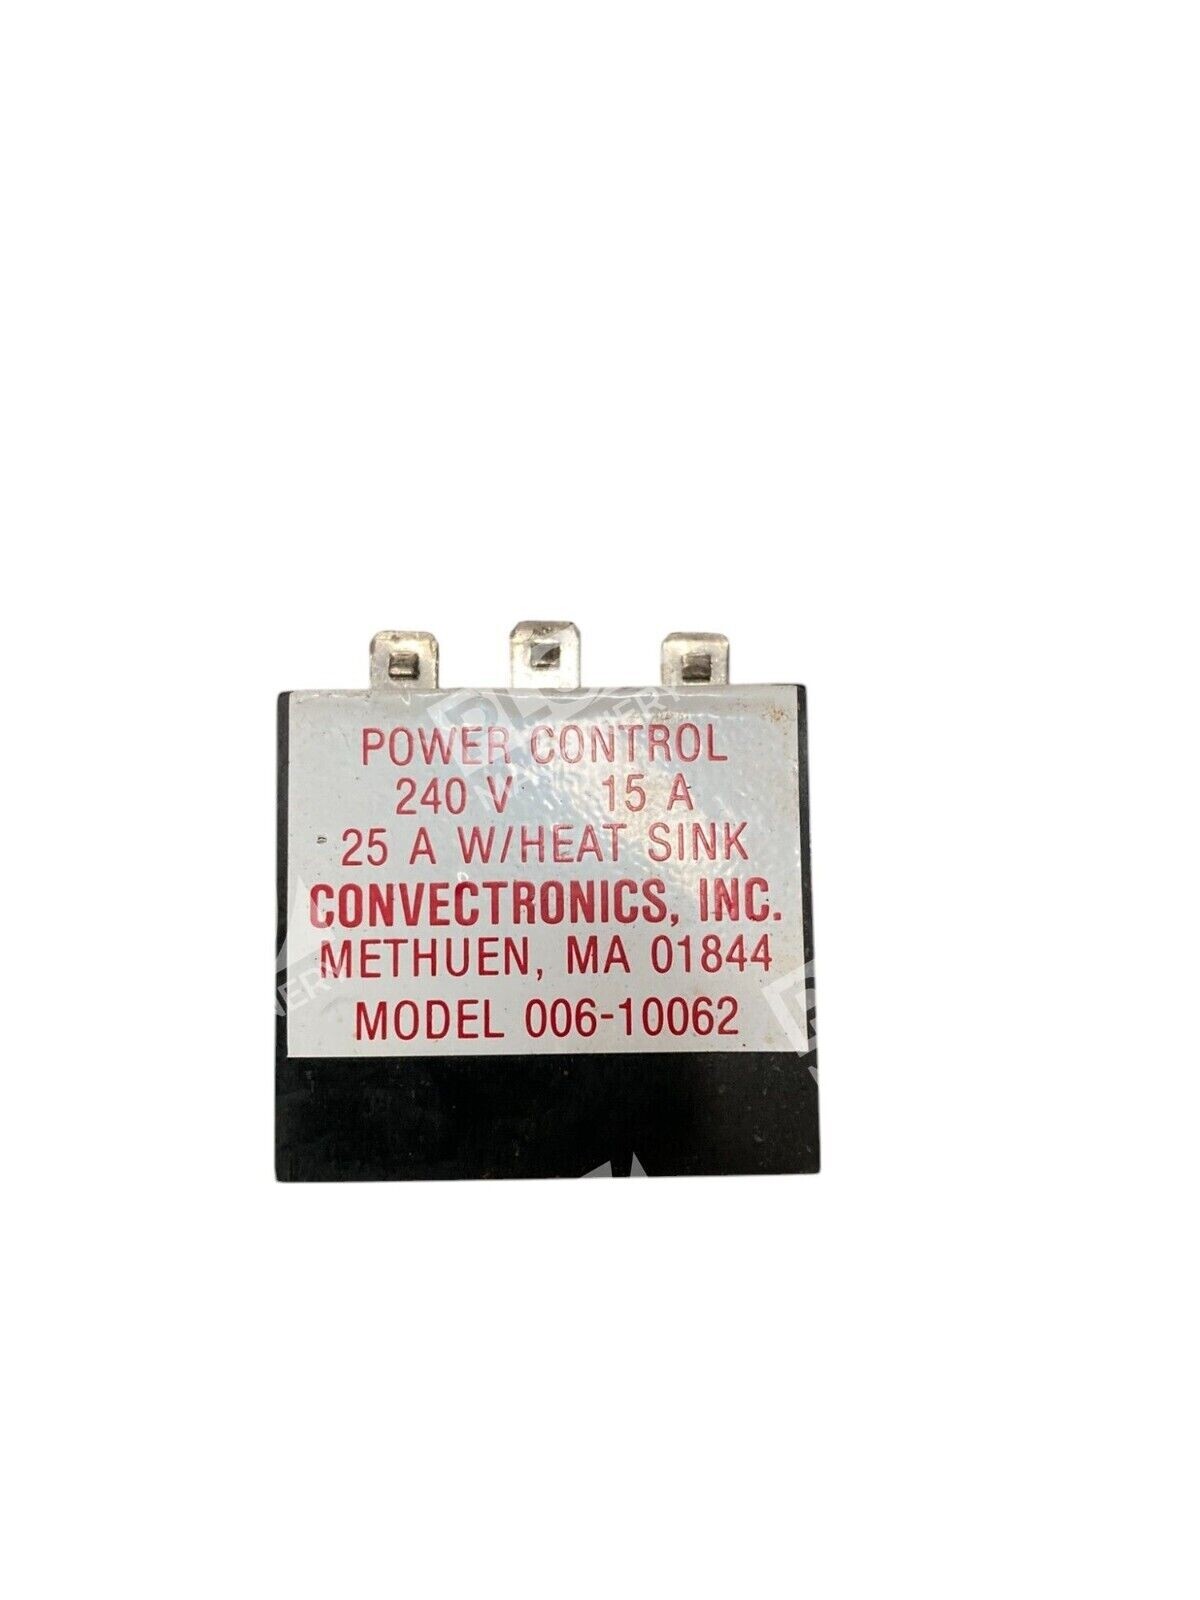 POWER CONTROL
240 V 15 A
25 A W/HEAT SINK
CONVECTRONICS, INC.
METHUEN, MA 01844
MODEL 006-10062